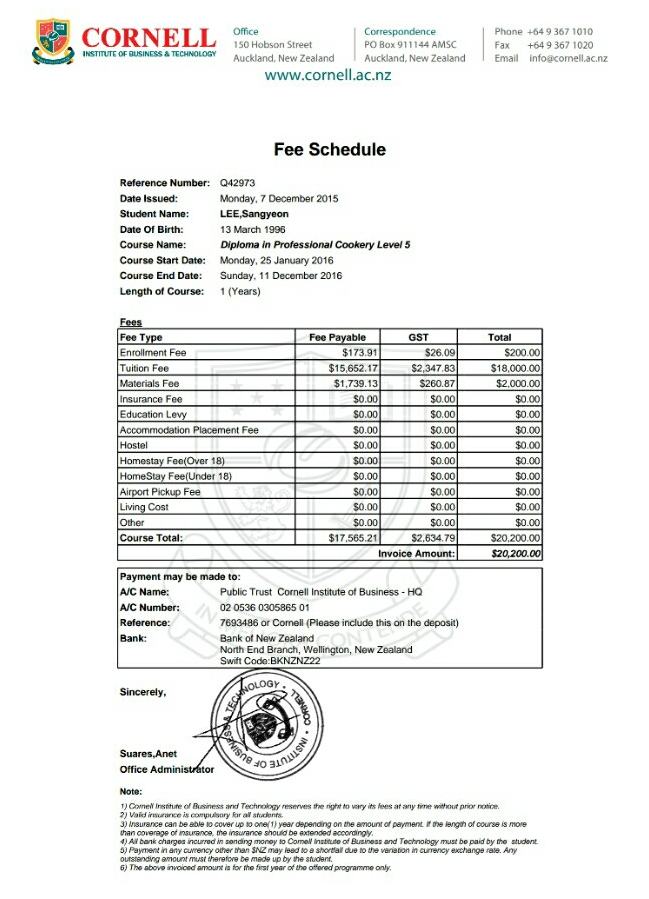 CORNELL
INSTITUTE OF BUSINESS & TECHNOLOGY
Office
150 Hobson Street
Auckland, New Zealand
Correspondence
PO Box 911144 AMSC
Auckland, New Zealand
Phone +64 9 367 1010
Fax +64 9 367 1020
Email info@cornell.ac.nz
www.cornell.ac.nz
Fee Schedule
Reference Number: Q42973
Date Issued: Monday, 7 December 2015
Student Name: LEE,Sangyeon
Date Of Birth: 13 March 1996
Course Name: Diploma in Professional Cookery Level 5
Course Start Date: Monday, 25 January 2016
Course End Date: Sunday, 11 December 2016
Length of Course: 1 (Years)
Fees
Fee Type Fee Payable GST Total
Enrollment Fee $173.91 $26.09 $200.00
Tuition Fee $15,652.17 $2,347.83 $18,000.00
Materials Fee $1,739.13 $260.87 $2,000.00
Insurance Fee $0.00 $0.00 $0.00
Education Levy $0.00 $0.00 $0.00
Accommodation Placement Fee $0.00 $0.00 $0.00
Hostel $0.00 $0.00 $0.00
Homestay Fee(Over 18) $0.00 $0.00 $0.00
HomeStay Fee(Under 18) $0.00 $0.00 $0.00
Airport Pickup Fee $0.00 $0.00 $0.00
Living Cost $0.00 $0.00 $0.00
Other $0.00 $0.00 $0.00
Course Total: $17,565.21 $2,634.79 $20,200.00
Invoice Amount: $20,200.00
Payment may be made to:
A/C Name: Public Trust Cornell Institute of Business - HQ
A/C Number: 02 0536 0305865 01
Reference: 7693486 or Cornell (Please include this on the deposit)
Bank: Bank of New Zealand
North End Branch, Wellington, New Zealand
Swift Code:BKNZNZ22
Sincerely,
CORNELL • INSTITUTE OF BUSINESS & TECHNOLOGY •
Suares,Anet
Office Administrator
Note:
1) Cornell Institute of Business and Technology reserves the right to vary its fees at any time without prior notice.
2) Valid insurance is compulsory for all students.
3) Insurance can be able to cover up to one(1) year depending on the amount of payment. If the length of course is more
than coverage of insurance, the insurance should be extended accordingly.
4) All bank charges incurred in sending money to Cornell Institute of Business and Technology must be paid by the student.
5) Payment in any currency other than $NZ may lead to a shortfall due to the variation in currency exchange rate. Any
outstanding amount must therefore be made up by the student.
6) The above invoiced amount is for the first year of the offered programme only.